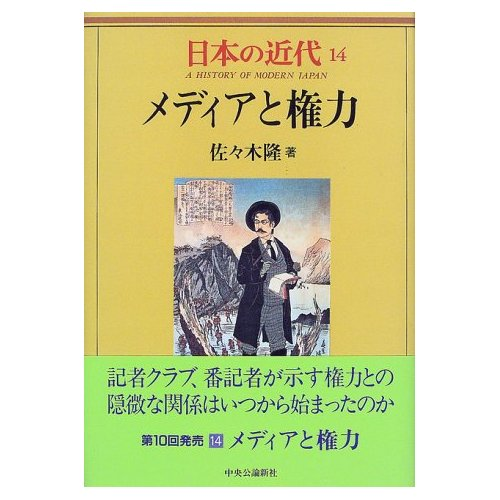 日本の近代 14
A HISTORY OF MODERN JAPAN
メディアと権力
佐々木隆 著
記者クラブ、番記者が示す権力との
隠微な関係はいつから始まったのか
第10回発売 14 メディアと権力
中央公論新社